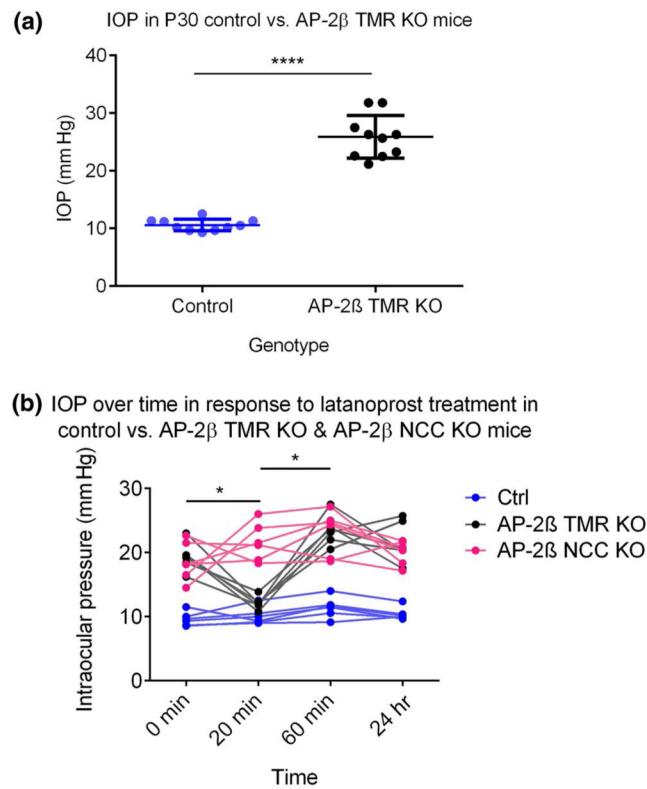 (a) IOP in P30 control vs. AP-2β TMR KO mice
40
30
20
10
0
IOP (mm Hg)
****
Control
AP-2ß TMR KO
Genotype
(b) IOP over time in response to latanoprost treatment in
control vs. AP-2β TMR KO & AP-2β NCC KO mice
30
20
10
0
Intraocular pressure (mm Hg)
*
*
Ctrl
AP-2ß TMR KO
AP-2ß NCC KO
0 min
20 min
60 min
24 hr
Time